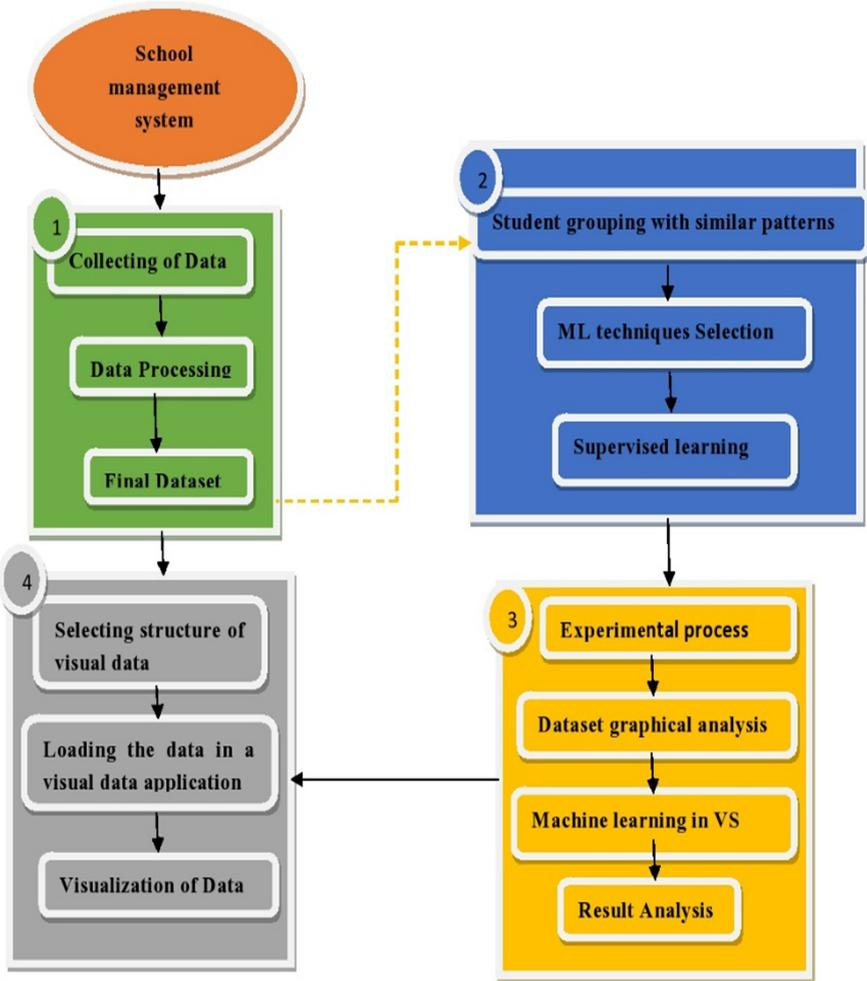 School
management
system
1
Collecting of Data
Data Processing
Final Dataset
2
Student grouping with similar patterns
ML techniques Selection
Supervised learning
3
Experimental process
Dataset graphical analysis
Machine learning in VS
Result Analysis
4
Selecting structure of
visual data
Loading the data in a
visual data application
Visualization of Data